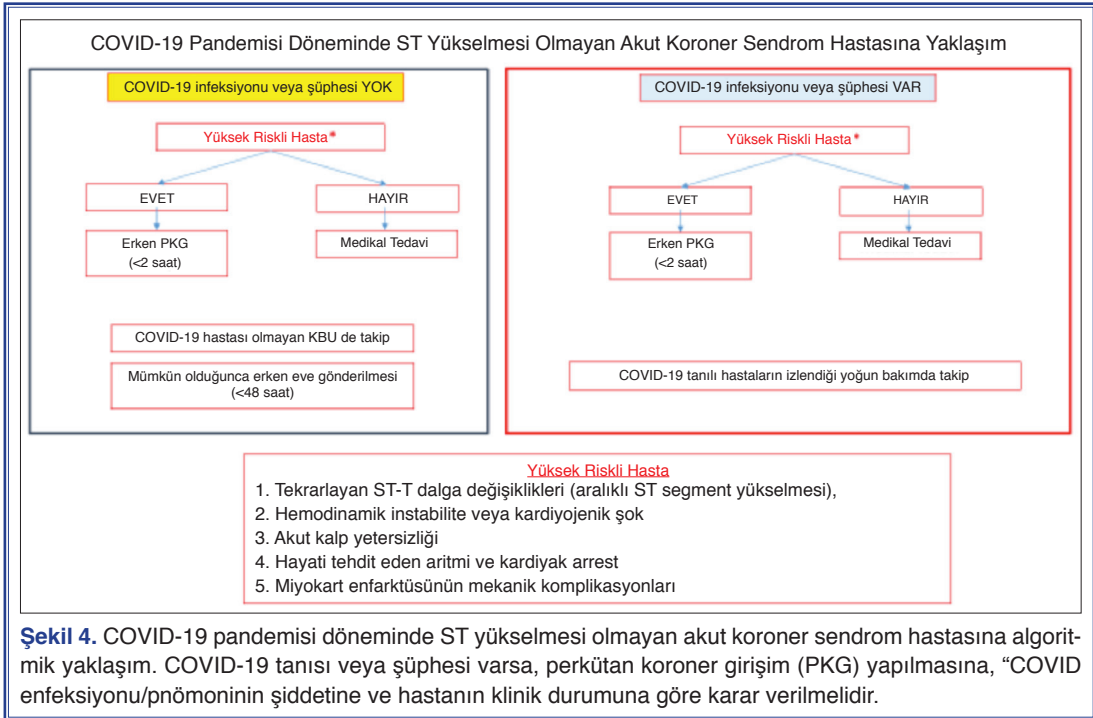 COVID-19 Pandemisi Döneminde ST Yükselmesi Olmayan Akut Koroner Sendrom Hastasına Yaklaşım
COVID-19 infeksiyonu veya şüphesi YOK
Yüksek Riskli Hasta*
EVET
HAYIR
Erken PKG
(<2 saat)
Medikal Tedavi
COVID-19 hastası olmayan KBU de takip
Mümkün olduğunca erken eve gönderilmesi
(<48 saat)
COVID-19 infeksiyonu veya şüphesi VAR
Yüksek Riskli Hasta*
EVET
HAYIR
Erken PKG
(<2 saat)
Medikal Tedavi
COVID-19 tanılı hastaların izlendiği yoğun bakımda takip
Yüksek Riskli Hasta
1. Tekrarlayan ST-T dalga değişiklikleri (aralıklı ST segment yükselmesi),
2. Hemodinamik instabilite veya kardiyojenik şok
3. Akut kalp yetersizliği
4. Hayati tehdit eden aritmi ve kardiyak arrest
5. Miyokart enfarktüsünün mekanik komplikasyonları
Şekil 4. COVID-19 pandemisi döneminde ST yükselmesi olmayan akut koroner sendrom hastasına algorit-
mik yaklaşım. COVID-19 tanısı veya şüphesi varsa, perkütan koroner girişim (PKG) yapılmasına, “COVID
enfeksiyonu/pnömoninin şiddetine ve hastanın klinik durumuna göre karar verilmelidir.